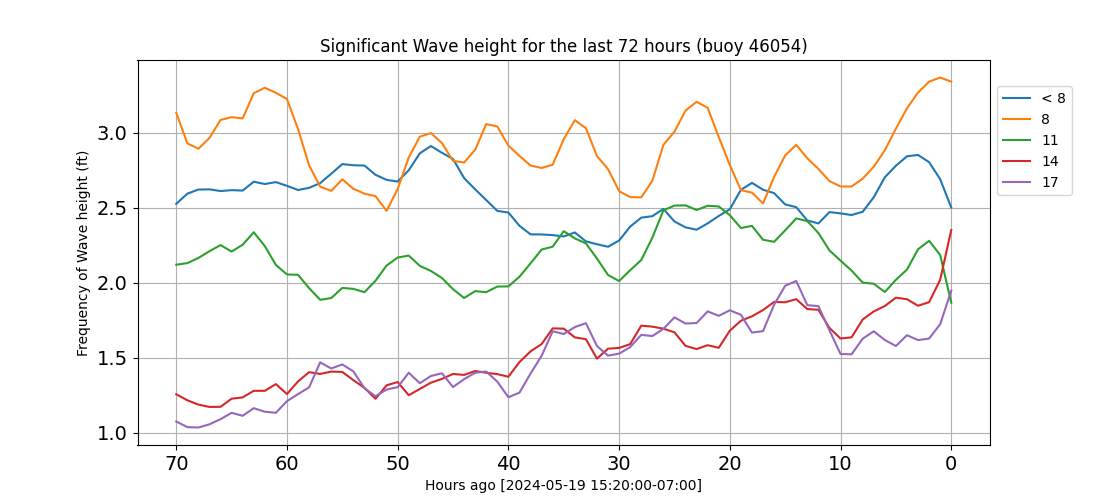 Significant Wave height for the last 72 hours (buoy 46054)
Frequency of Wave height (ft)
3.0
2.5
2.0
1.5
1.0
70 60 50 40 30 20 10 0
Hours ago [2024-05-19 15:20:00-07:00]
< 8
8
11
14
17